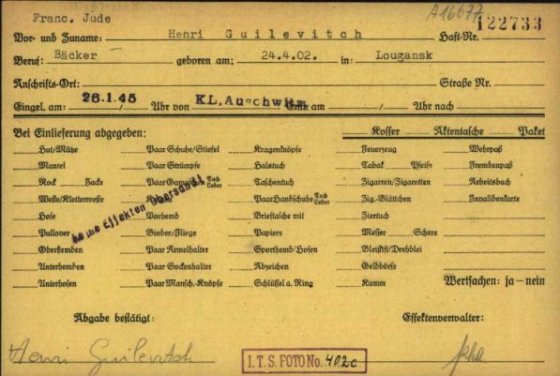 Franc. Jude A16677
Vor- und Zuname: Henri Guilevitch Haft-Nr. 122733
Beruf: Bäcker geboren am: 24.4.02. in: Lougansk
Anschrifts-Ort: Straße Nr.
Eingel. am: 26.1.45 / Uhr von KL. Auschwitz am / Uhr nach
Bei Einlieferung abgegeben: Koffer Aktentasche Paket
Hut/Mütze Paar Schuhe/Stiefel Kragenknöpfe Feuerzeug Wehrpaß
Mantel Paar Strümpfe Halstuch Tabak Pfeife Fremdenpaß
Rock Jacke Paar Gamasch. Tuch Leder Taschentuch Zigarren/Zigaretten Arbeitsbuch
Weste/Kletterweste Paar Handschuhe Tuch Leder Zig.-Blättchen Invalidenkarte
Hose Vorhemd Brieftasche mit Ziertuch
Pullover Binder/Fliege Papiere Messer Schere
Oberhemden Paar Ärmelhalter Sporthemd/Hosen Bleistift/Drehblei
Unterhemden Paar Sockenhalter Abzeichen Geldbörse
Unterhosen Paar Mansch.-Knöpfe Schlüssel a. Ring Kamm Wertsachen: ja — nein
keine Effekten übersandt
Abgabe bestätigt: Effektenverwalter:
Henri Guilevitch
I.T.S. FOTO No. 402c